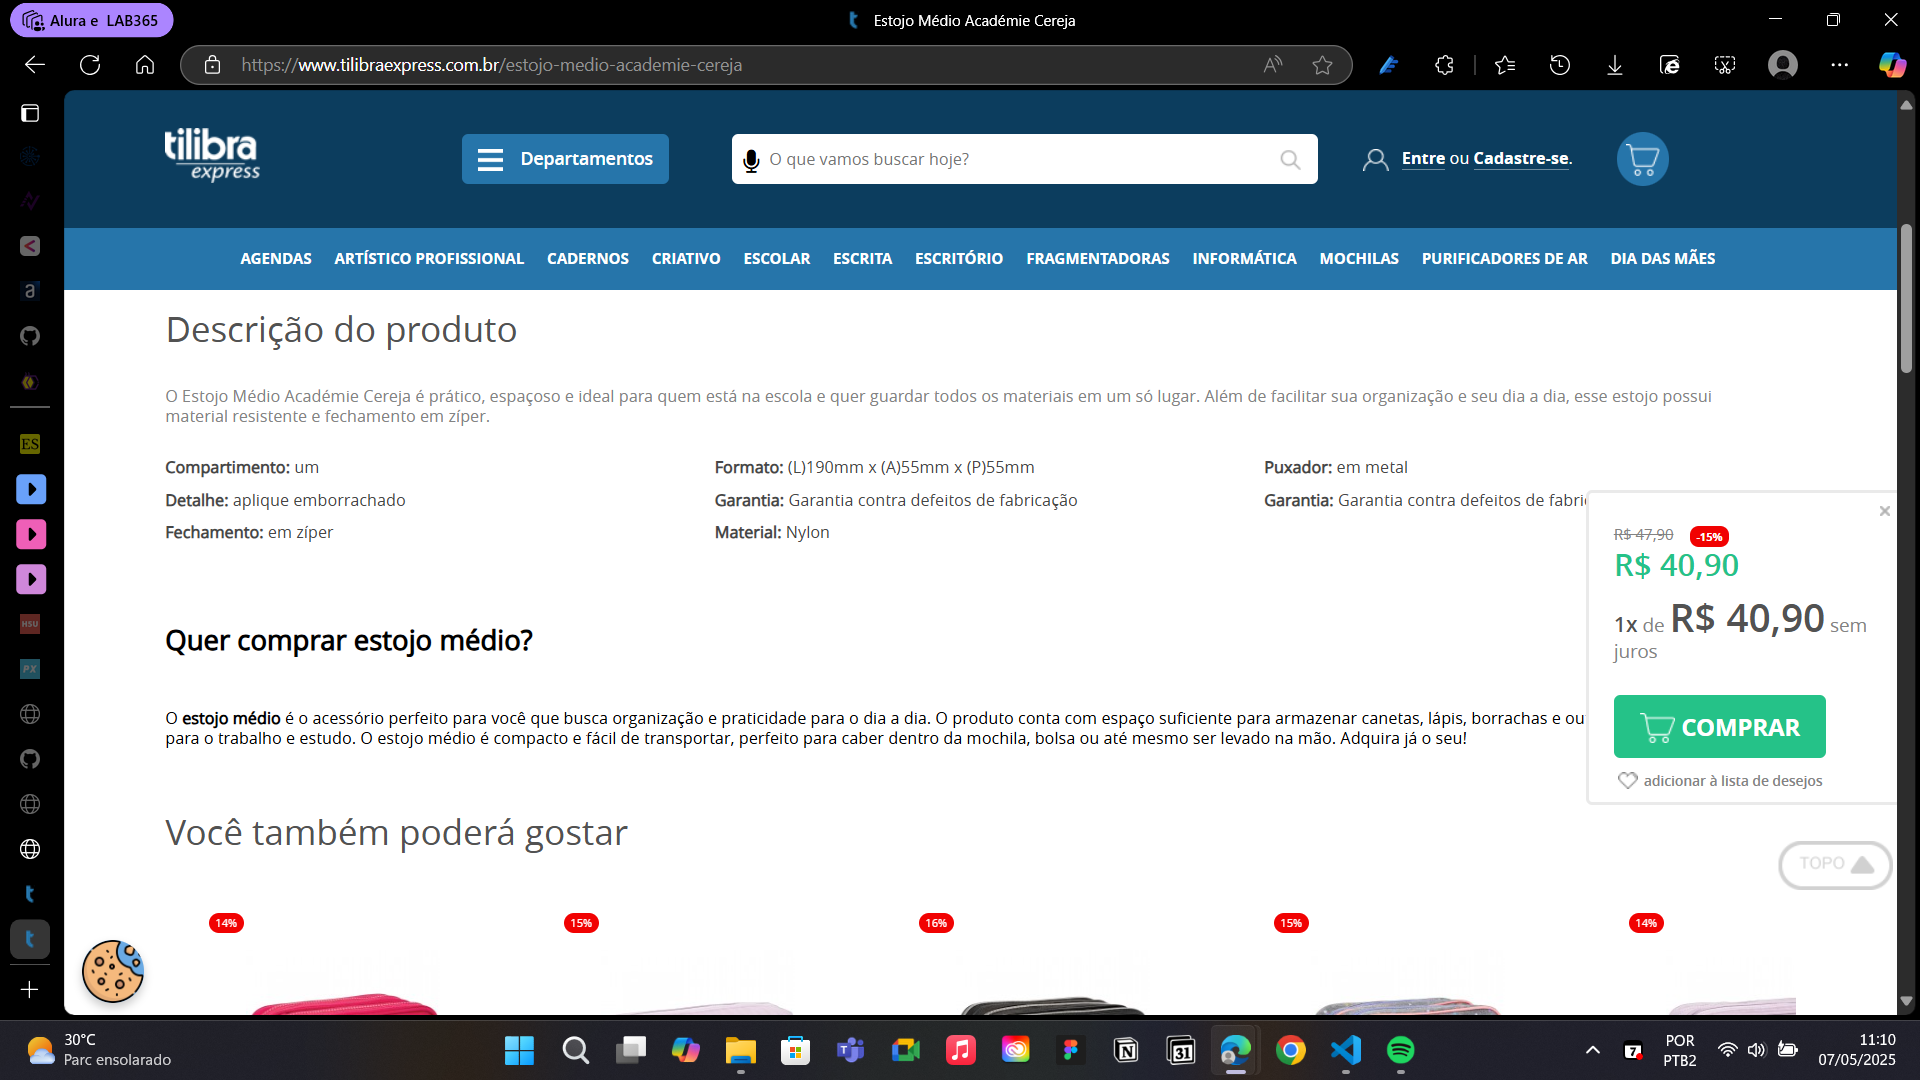 Alura e LAB365
Estojo Médio Académie Cereja
https://www.tilibraexpress.com.br/estojo-medio-academie-cereja
tilibra
express
Departamentos
O que vamos buscar hoje?
Entre ou Cadastre-se.
AGENDAS ARTÍSTICO PROFISSIONAL CADERNOS CRIATIVO ESCOLAR ESCRITA ESCRITÓRIO FRAGMENTADORAS INFORMÁTICA MOCHILAS PURIFICADORES DE AR DIA DAS MÃES
Descrição do produto
O Estojo Médio Académie Cereja é prático, espaçoso e ideal para quem está na escola e quer guardar todos os materiais em um só lugar. Além de facilitar sua organização e seu dia a dia, esse estojo possui
material resistente e fechamento em zíper.
Compartimento: um
Formato: (L)190mm x (A)55mm x (P)55mm
Puxador: em metal
Detalhe: aplique emborrachado
Garantia: Garantia contra defeitos de fabricação
Garantia: Garantia contra defeitos de fabri
Fechamento: em zíper
Material: Nylon
R$ 47,90 -15%
R$ 40,90
1x de R$ 40,90 sem
juros
COMPRAR
adicionar à lista de desejos
Quer comprar estojo médio?
O estojo médio é o acessório perfeito para você que busca organização e praticidade para o dia a dia. O produto conta com espaço suficiente para armazenar canetas, lápis, borrachas e ou
para o trabalho e estudo. O estojo médio é compacto e fácil de transportar, perfeito para caber dentro da mochila, bolsa ou até mesmo ser levado na mão. Adquira já o seu!
Você também poderá gostar
TOPO
14% 15% 16% 15% 14%
ES
HSU
PX
30°C
Parc ensolarado
31
7
POR
PTB2
11:10
07/05/2025